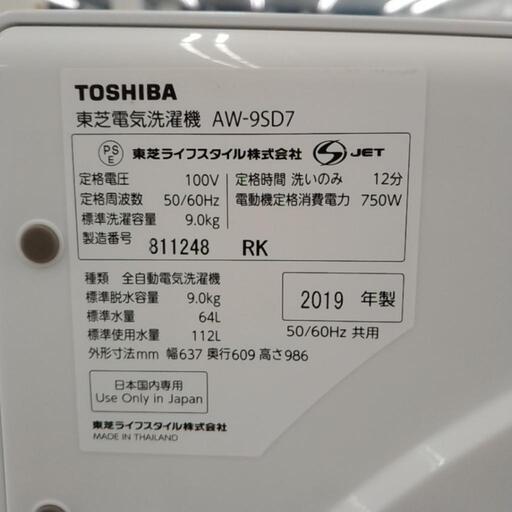 TOSHIBA
東芝電気洗濯機 AW-9SD7
PS E 東芝ライフスタイル株式会社 S JET
定格電圧 100V 定格時間 洗いのみ 12分
定格周波数 50/60Hz 電動機定格消費電力 750W
標準洗濯容量 9.0kg
製造番号 811248 RK
種類 全自動電気洗濯機
標準脱水容量 9.0kg 2019 年製
標準水量 64L
標準使用水量 112L 50/60Hz 共用
外形寸法mm 幅637 奥行609 高さ986
日本国内専用
Use Only in Japan
東芝ライフスタイル株式会社
MADE IN THAILAND